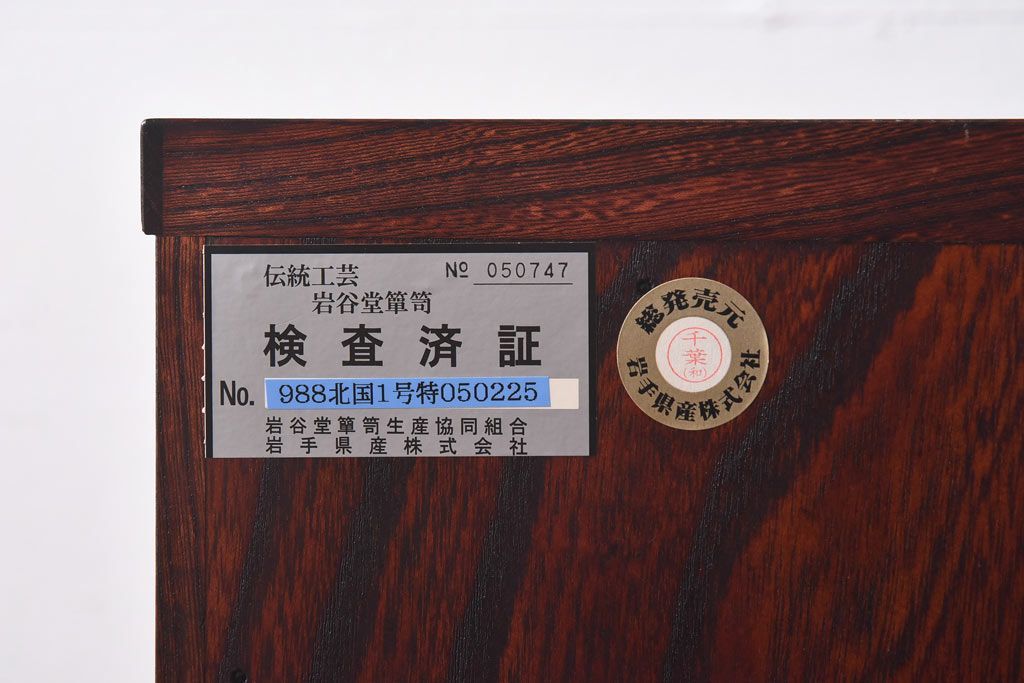 伝統工芸
№ 050747
岩谷堂簞笥
検査済証
No. 988北国1号特050225
岩谷堂簞笥生産協同組合
岩手県産株式会社
総発売元
千葉
(和)
岩手県産株式会社